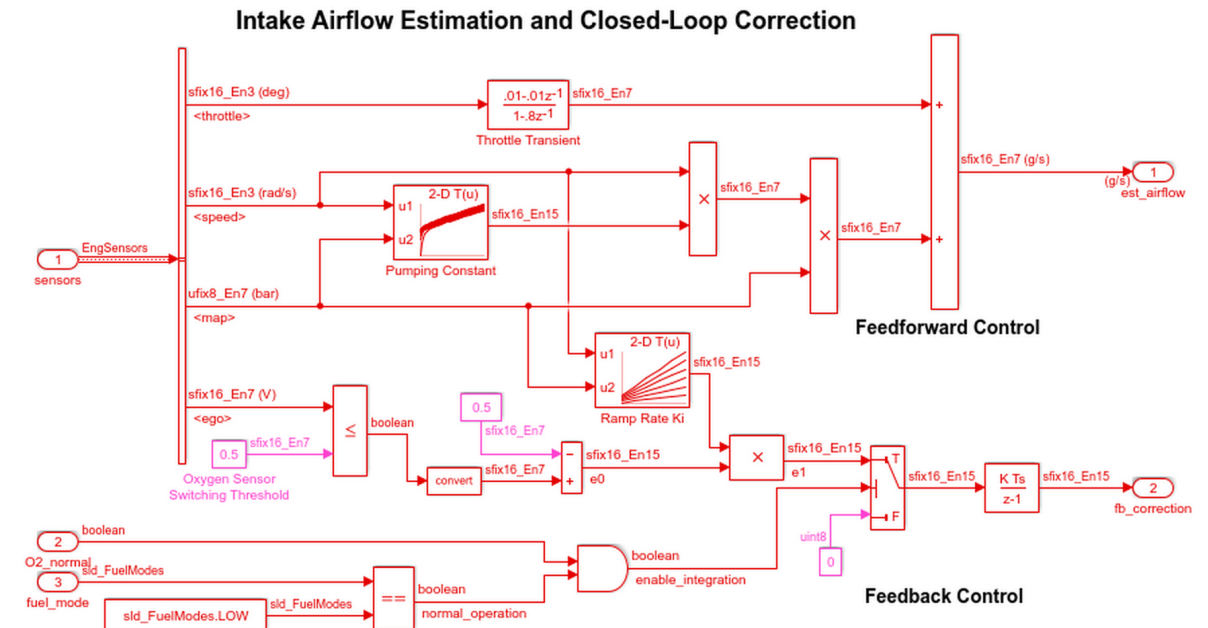 Intake Airflow Estimation and Closed-Loop Correction
sfix16_En3 (deg)
<throttle>
.01-.01z-1
1-.8z-1
Throttle Transient
sfix16_En7
+
sfix16_En7 (g/s)
1
(g/s)
est_airflow
sfix16_En3 (rad/s)
<speed>
2-D T(u)
u1
u2
Pumping Constant
sfix16_En15
×
sfix16_En7
×
sfix16_En7
+
EngSensors
1
sensors
ufix8_En7 (bar)
<map>
Feedforward Control
2-D T(u)
u1
u2
Ramp Rate Ki
sfix16_En15
sfix16_En7 (V)
<ego>
0.5
sfix16_En7
Oxygen Sensor
Switching Threshold
≤
boolean
convert
sfix16_En7
0.5
sfix16_En7
−
+
sfix16_En15
e0
×
sfix16_En15
e1
T
F
sfix16_En15
K Ts
z-1
sfix16_En15
2
fb_correction
uint8
0
boolean
2
O2_normal
sld_FuelModes
3
fuel_mode
sld_FuelModes.LOW
sld_FuelModes
==
boolean
normal_operation
boolean
enable_integration
Feedback Control